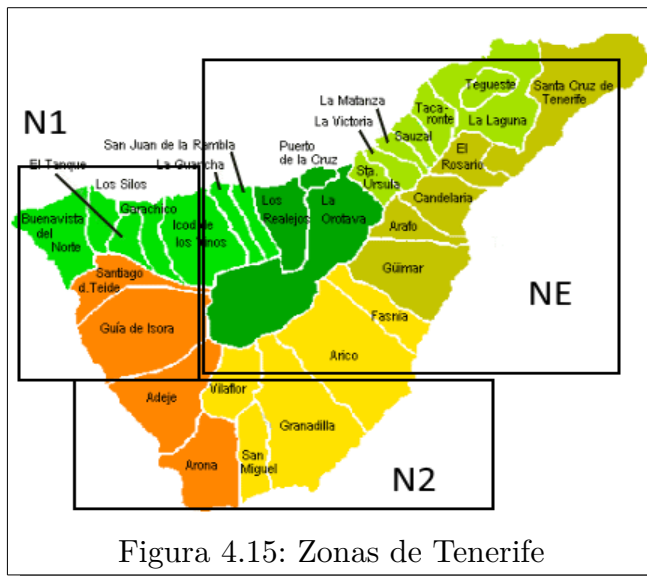 Tegueste
Santa Cruz de
Tenerife
La Matanza
Taca-
ronte
N1
La Victoria
La Laguna
Sauzal
San Juan de la Rambla
Puerto
de la Cruz
El
Rosario
El Tanque
La Guancha
Sta.
Ursula
Los Silos
Candelaria
Buenavista
del
Norte
Garachico
Icod de
los Vinos
Los
Realejos
La
Orotava
Arafo
Santiago
d.Teide
Güimar
NE
Guía de Isora
Fasnia
Arico
Adeje
Vilaflor
Granadilla
San
Miguel
Arona
N2
Figura 4.15: Zonas de Tenerife